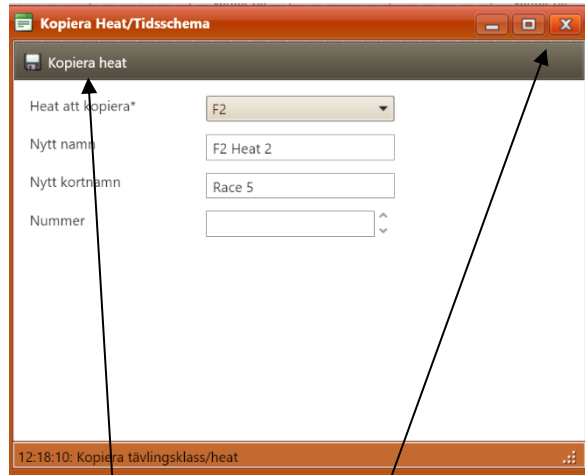 Kopiera Heat/Tidsschema
Kopiera heat
Heat att kopiera* F2
Nytt namn F2 Heat 2
Nytt kortnamn Race 5
Nummer
12:18:10: Kopiera tävlingsklass/heat